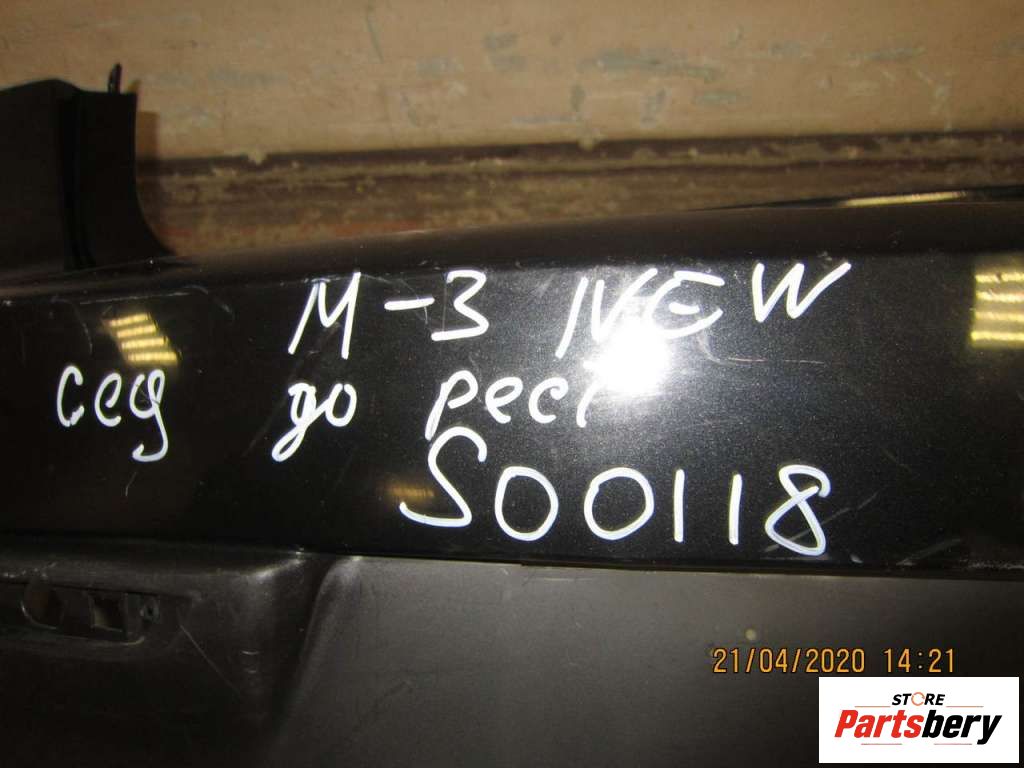 M-3 NEW
сед до рест
S00118
21/04/2020 14:21
STORE
Partsbery